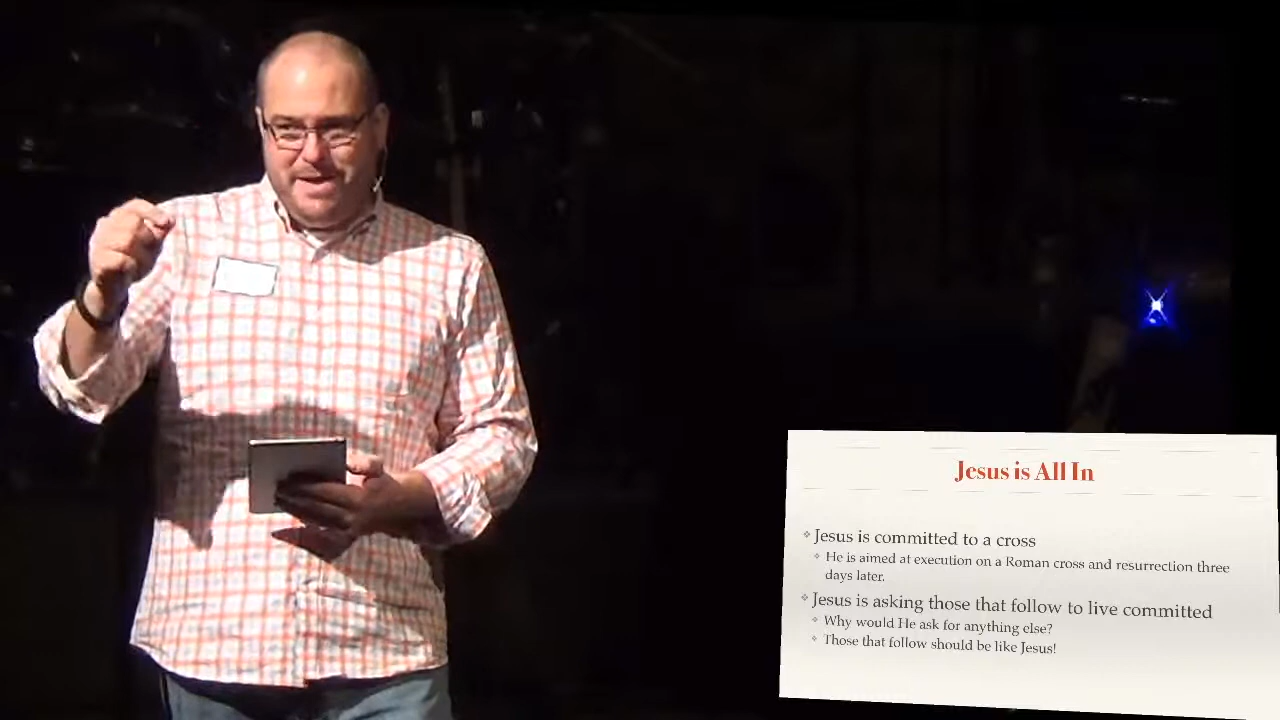 Jesus is All In
Jesus is committed to a cross
He is aimed at execution on a Roman cross and resurrection three
days later.
Jesus is asking those that follow to live committed
Why would He ask for anything else?
Those that follow should be like Jesus!